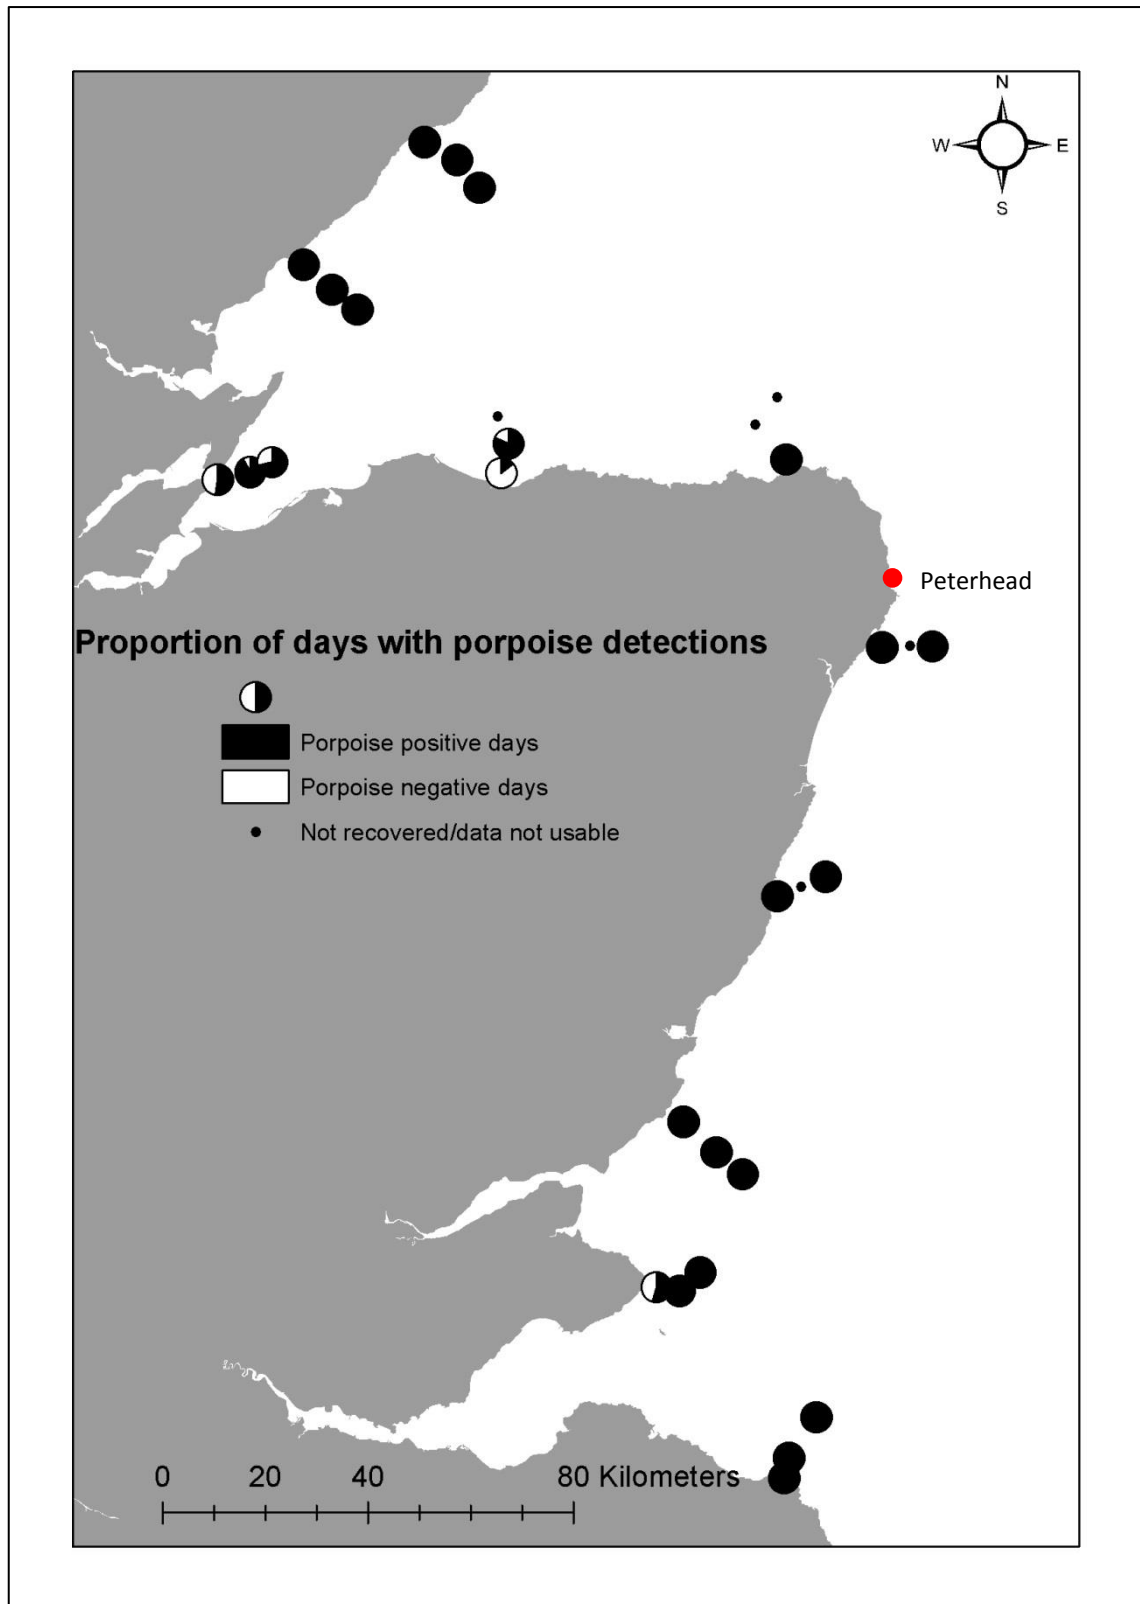 N
W E
S
Peterhead
Proportion of days with porpoise detections
Porpoise positive days
Porpoise negative days
Not recovered/data not usable
0 20 40 80 Kilometers